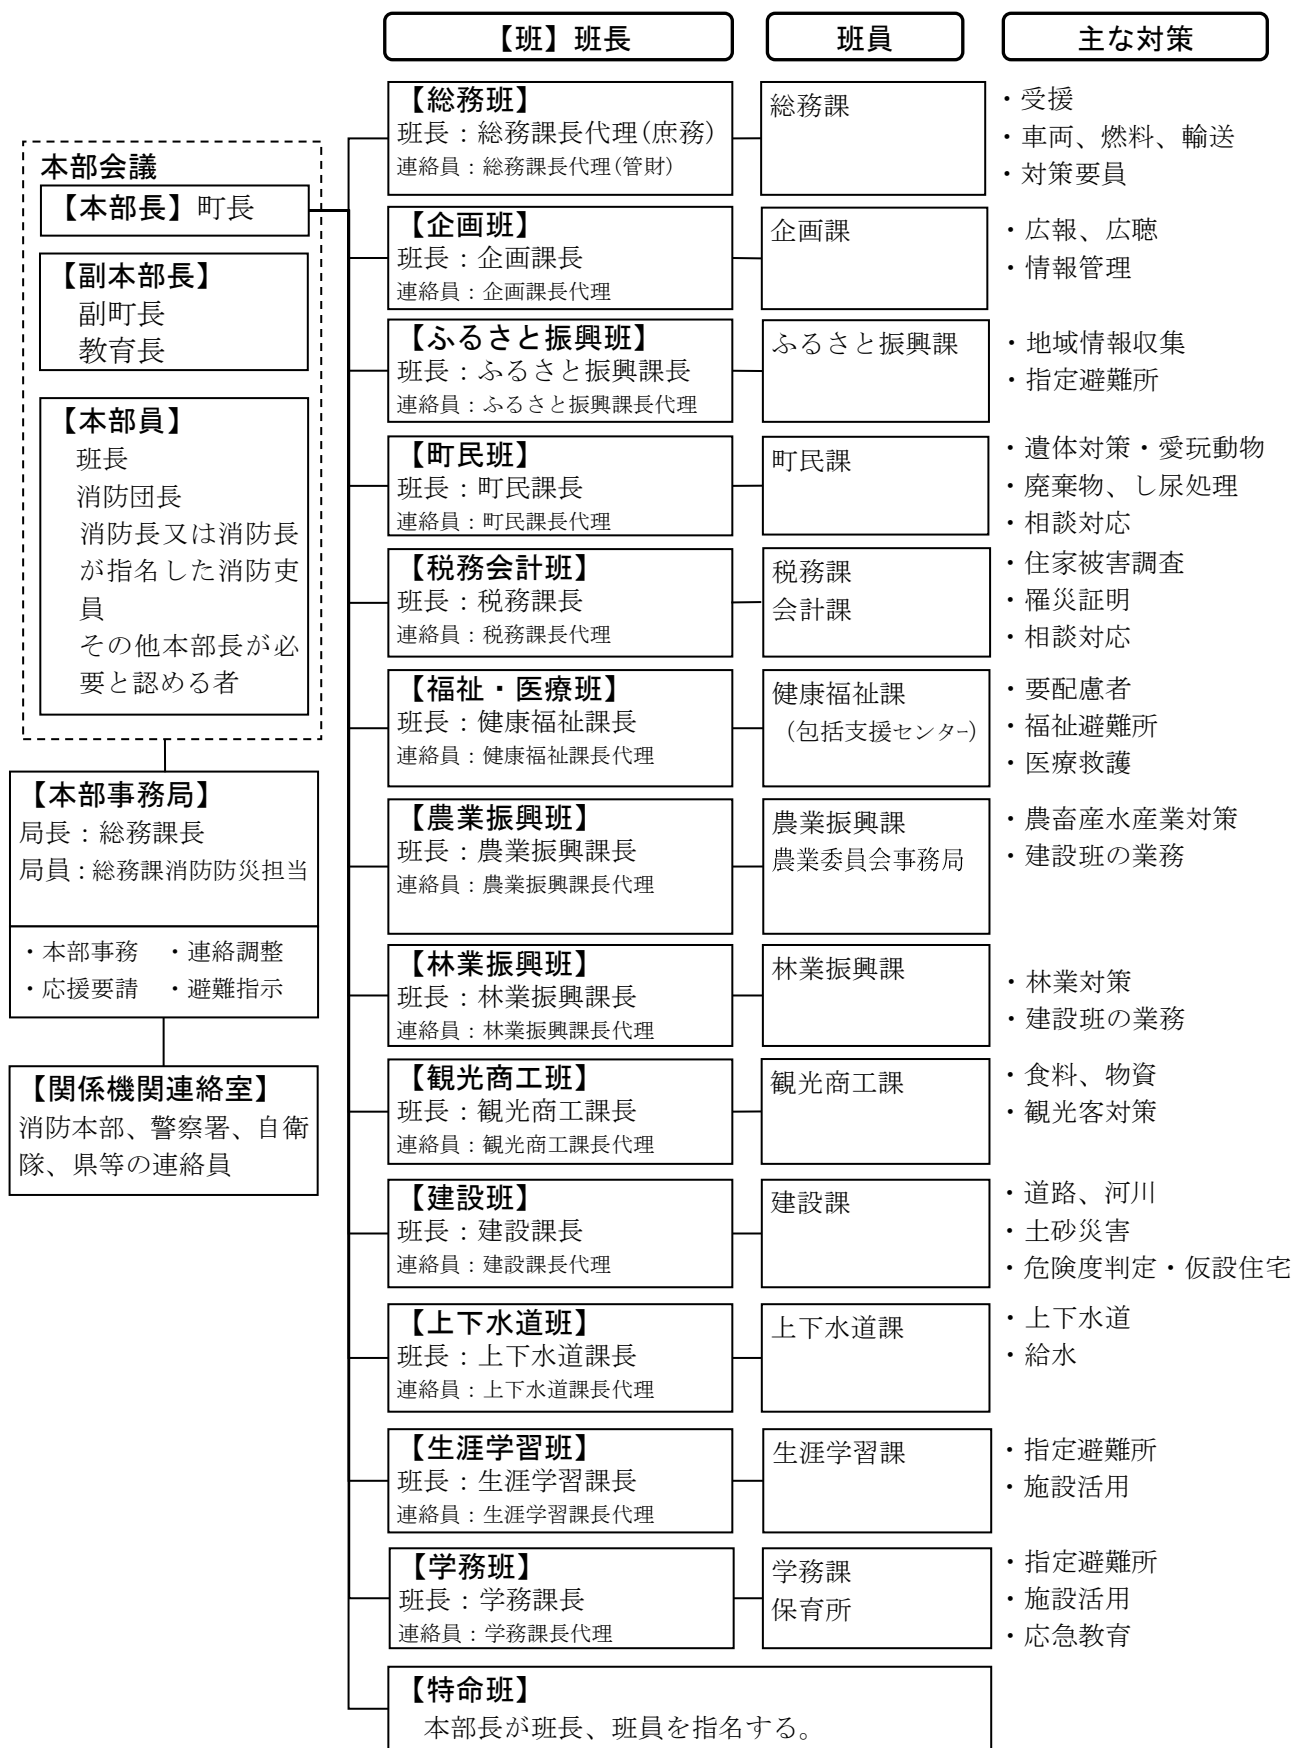 【班】班長
班員
主な対策
本部会議
【本部長】町長
【副本部長】
副町長
教育長
【本部員】
班長
消防団長
消防長又は消防長
が指名した消防吏
員
その他本部長が必
要と認める者
【本部事務局】
局長：総務課長
局員：総務課消防防災担当
・本部事務　・連絡調整
・応援要請　・避難指示
【関係機関連絡室】
消防本部、警察署、自衛
隊、県等の連絡員
【総務班】
班長：総務課長代理(庶務)
連絡員：総務課長代理(管財)
総務課
・受援
・車両、燃料、輸送
・対策要員
【企画班】
班長：企画課長
連絡員：企画課長代理
企画課
・広報、広聴
・情報管理
【ふるさと振興班】
班長：ふるさと振興課長
連絡員：ふるさと振興課長代理
ふるさと振興課
・地域情報収集
・指定避難所
【町民班】
班長：町民課長
連絡員：町民課長代理
町民課
・遺体対策・愛玩動物
・廃棄物、し尿処理
・相談対応
【税務会計班】
班長：税務課長
連絡員：税務課長代理
税務課
会計課
・住家被害調査
・罹災証明
・相談対応
【福祉・医療班】
班長：健康福祉課長
連絡員：健康福祉課長代理
健康福祉課
（包括支援センター）
・要配慮者
・福祉避難所
・医療救護
【農業振興班】
班長：農業振興課長
連絡員：農業振興課長代理
農業振興課
農業委員会事務局
・農畜産水産業対策
・建設班の業務
【林業振興班】
班長：林業振興課長
連絡員：林業振興課長代理
林業振興課
・林業対策
・建設班の業務
【観光商工班】
班長：観光商工課長
連絡員：観光商工課長代理
観光商工課
・食料、物資
・観光客対策
【建設班】
班長：建設課長
連絡員：建設課長代理
建設課
・道路、河川
・土砂災害
・危険度判定・仮設住宅
【上下水道班】
班長：上下水道課長
連絡員：上下水道課長代理
上下水道課
・上下水道
・給水
【生涯学習班】
班長：生涯学習課長
連絡員：生涯学習課長代理
生涯学習課
・指定避難所
・施設活用
【学務班】
班長：学務課長
連絡員：学務課長代理
学務課
保育所
・指定避難所
・施設活用
・応急教育
【特命班】
本部長が班長、班員を指名する。